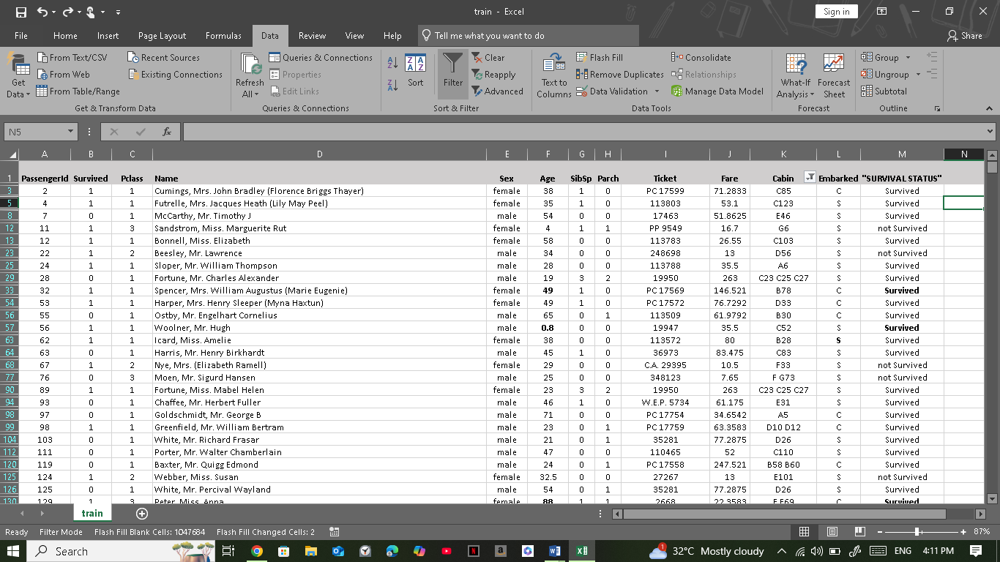 train - Excel
Sign in
File Home Insert Page Layout Formulas Data Review View Help Tell me what you want to do Share
Get Data
From Text/CSV
From Web
From Table/Range
Recent Sources
Existing Connections
Get & Transform Data
Refresh All
Queries & Connections
Properties
Edit Links
Queries & Connections
Sort
Filter
Clear
Reapply
Advanced
Sort & Filter
Text to Columns
Flash Fill
Remove Duplicates
Data Validation
Consolidate
Relationships
Manage Data Model
Data Tools
What-If Analysis
Forecast Sheet
Forecast
Group
Ungroup
Subtotal
Outline
N5 fx
A B C D E F G H I J K L M N
1 PassengerId Survived Pclass Name Sex Age SibSp Parch Ticket Fare Cabin Embarked "SURVIVAL STATUS"
3 2 1 1 Cumings, Mrs. John Bradley (Florence Briggs Thayer) female 38 1 0 PC 17599 71.2833 C85 C Survived
5 4 1 1 Futrelle, Mrs. Jacques Heath (Lily May Peel) female 35 1 0 113803 53.1 C123 S Survived
8 7 0 1 McCarthy, Mr. Timothy J male 54 0 0 17463 51.8625 E46 S Survived
12 11 1 3 Sandstrom, Miss. Marguerite Rut female 4 1 1 PP 9549 16.7 G6 S not Survived
13 12 1 1 Bonnell, Miss. Elizabeth female 58 0 0 113783 26.55 C103 S Survived
23 22 1 2 Beesley, Mr. Lawrence male 34 0 0 248698 13 D56 S not Survived
25 24 1 1 Sloper, Mr. William Thompson male 28 0 0 113788 35.5 A6 S Survived
29 28 0 1 Fortune, Mr. Charles Alexander male 19 3 2 19950 263 C23 C25 C27 S Survived
33 32 1 1 Spencer, Mrs. William Augustus (Marie Eugenie) female 49 1 0 PC 17569 146.521 B78 C Survived
54 53 1 1 Harper, Mrs. Henry Sleeper (Myna Haxtun) female 49 1 0 PC 17572 76.7292 D33 C Survived
56 55 0 1 Ostby, Mr. Engelhart Cornelius male 65 0 1 113509 61.9792 B30 C Survived
57 56 1 1 Woolner, Mr. Hugh male 0.8 0 0 19947 35.5 C52 S Survived
63 62 1 1 Icard, Miss. Amelie female 38 0 0 113572 80 B28 S Survived
64 63 0 1 Harris, Mr. Henry Birkhardt male 45 1 0 36973 83.475 C83 S Survived
68 67 1 2 Nye, Mrs. (Elizabeth Ramell) female 29 0 0 C.A. 29395 10.5 F33 S not Survived
77 76 0 3 Moen, Mr. Sigurd Hansen male 25 0 0 348123 7.65 F G73 S not Survived
90 89 1 1 Fortune, Miss. Mabel Helen female 23 3 2 19950 263 C23 C25 C27 S Survived
94 93 0 1 Chaffee, Mr. Herbert Fuller male 46 1 0 W.E.P. 5734 61.175 E31 S Survived
98 97 0 1 Goldschmidt, Mr. George B male 71 0 0 PC 17754 34.6542 A5 C Survived
99 98 1 1 Greenfield, Mr. William Bertram male 23 0 1 PC 17759 63.3583 D10 D12 C Survived
104 103 0 1 White, Mr. Richard Frasar male 21 0 1 35281 77.2875 D26 S Survived
112 111 0 1 Porter, Mr. Walter Chamberlain male 47 0 0 110465 52 C110 S Survived
120 119 0 1 Baxter, Mr. Quigg Edmond male 24 0 1 PC 17558 247.521 B58 B60 C Survived
125 124 1 2 Webber, Miss. Susan female 32.5 0 0 27267 13 E101 S not Survived
126 125 0 1 White, Mr. Percival Wayland male 54 0 1 35281 77.2875 D26 S Survived
130 129 1 3 Peter, Miss. Anna female 88 1 1 2668 22.3583 F E69 C Survived
train
Ready Filter Mode Flash Fill Blank Cells: 1047684 Flash Fill Changed Cells: 2 87%
Search 1 32°C Mostly cloudy ENG 4:11 PM